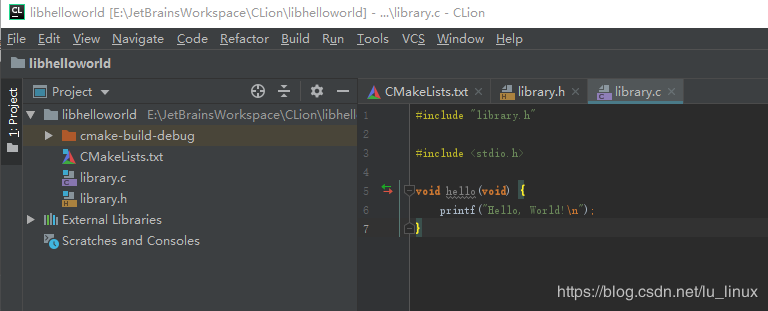 CL libhelloworld [E:\JetBrainsWorkspace\CLion\libhelloworld] - ...\library.c - CLion
File Edit View Navigate Code Refactor Build Run Tools VCS Window Help
libhelloworld
1: Project
Project
CMakeLists.txt library.h library.c
libhelloworld E:\JetBrainsWorkspace\CLion\libhell
cmake-build-debug
CMakeLists.txt
library.c
library.h
External Libraries
Scratches and Consoles
1 #include "library.h"
2
3 #include <stdio.h>
4
5 void hello(void) {
6 printf("Hello, World!\n");
7 }
https://blog.csdn.net/lu_linux